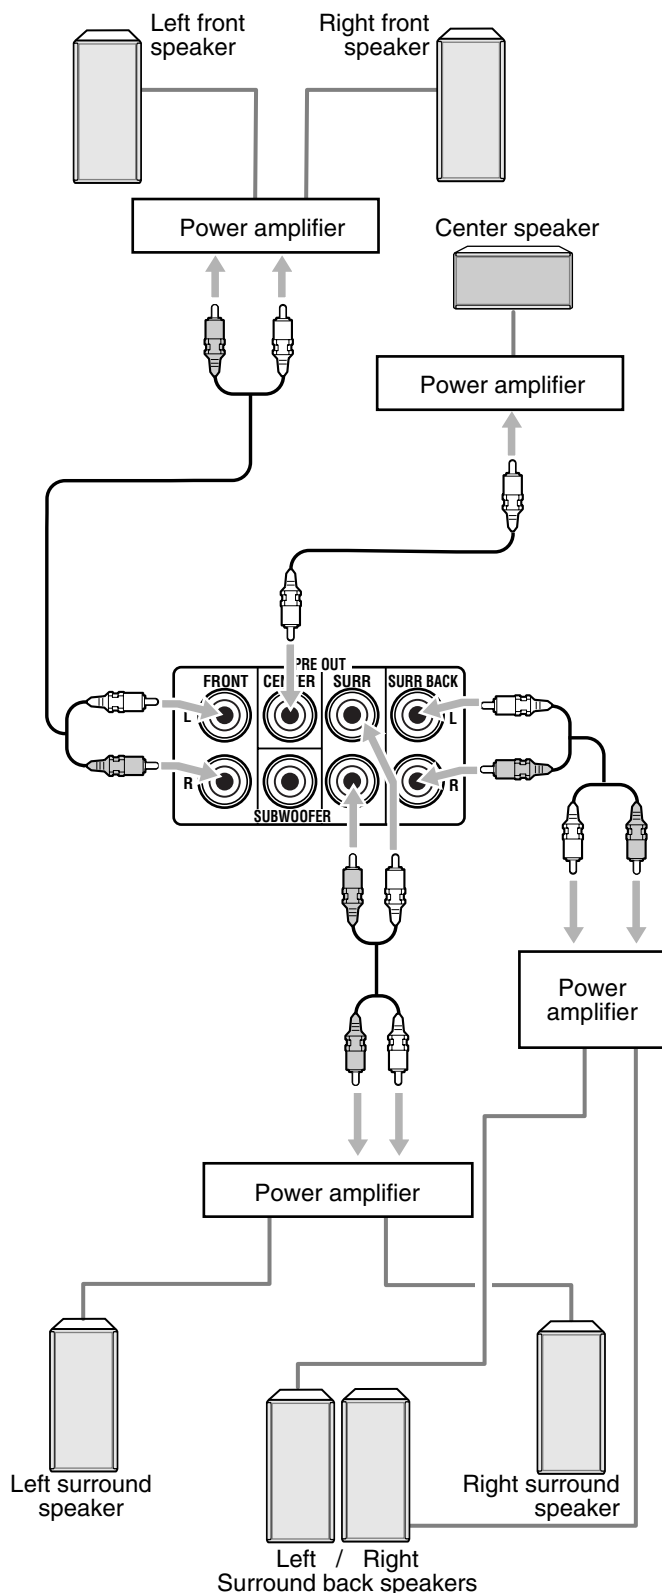 Left front
speaker
Right front
speaker
Power amplifier
Center speaker
Power amplifier
PRE OUT
FRONT CENTER SURR SURR BACK
L L
R R
SUBWOOFER
Power
amplifier
Power amplifier
Left surround
speaker
Right surround
speaker
Left / Right
Surround back speakers